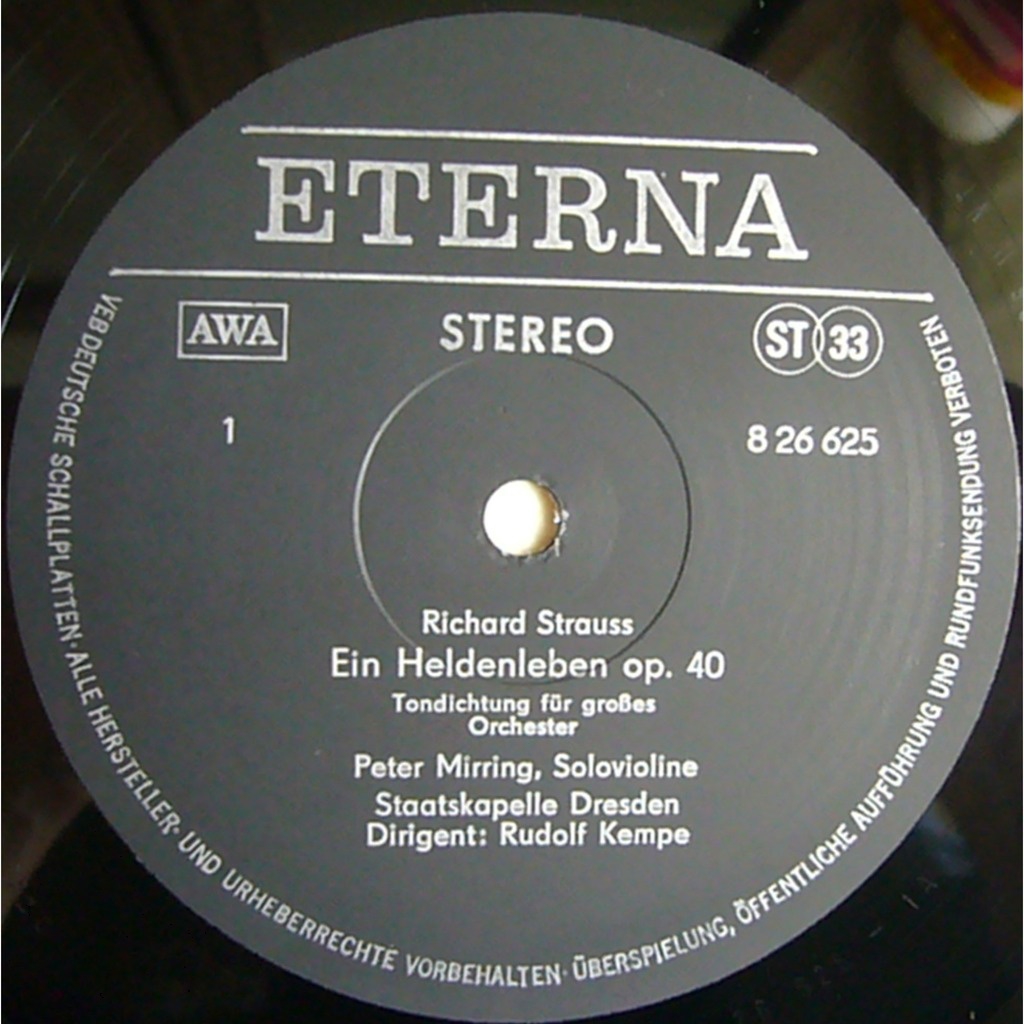 ETERNA
AWA
STEREO
ST 33
1
8 26 625
Richard Strauss
Ein Heldenleben op. 40
Tondichtung für großes
Orchester
Peter Mirring, Solovioline
Staatskapelle Dresden
Dirigent: Rudolf Kempe
VEB DEUTSCHE SCHALLPLATTEN · ALLE HERSTELLER- UND URHEBERRECHTE VORBEHALTEN · ÜBERSPIELUNG, ÖFFENTLICHE AUFFÜHRUNG UND RUNDFUNKSENDUNG VERBOTEN